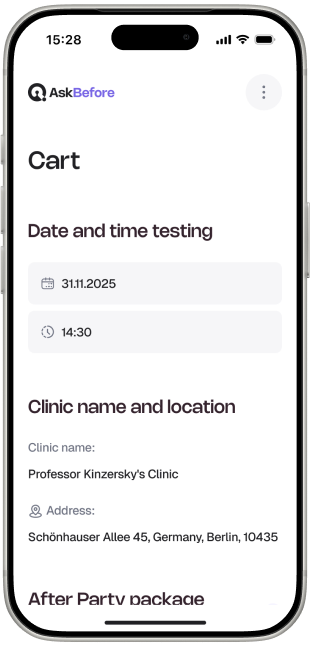 15:28
AskBefore
Cart
Date and time testing
31.11.2025
14:30
Clinic name and location
Clinic name:
Professor Kinzersky's Clinic
Address:
Schönhauser Allee 45, Germany, Berlin, 10435
After Party package